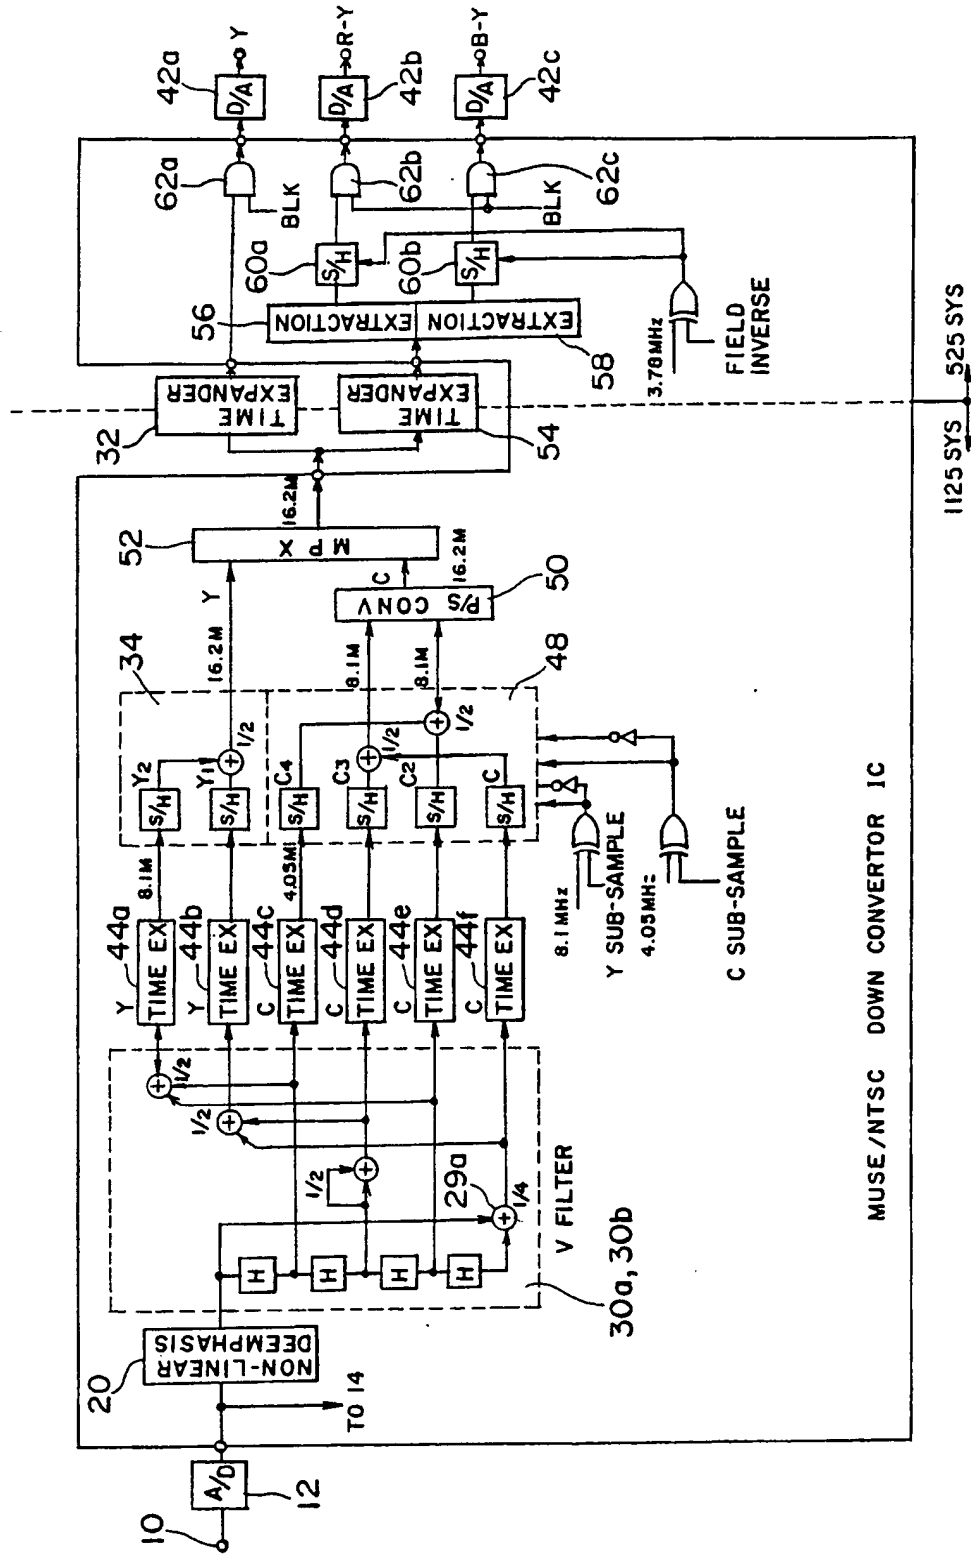 10
A/D
12
TO 14
20
NON-LINEAR
DEEMPHASIS
H
H
H
H
1/2
1/2
1/2
29a
1/4
V FILTER
30a, 30b
Y
44a
TIME EX
8.1M
Y
44b
TIME EX
C
44c
TIME EX
4.05M
C
44d
TIME EX
C
44e
TIME EX
C
44f
TIME EX
34
S/H
Y2
S/H
Y1
1/2
16.2M
Y
S/H
C4
S/H
C3
1/2
8.1M
S/H
C2
1/2
8.1M
S/H
C
48
8.1MHz
Y SUB-SAMPLE
4.05MHz
C SUB-SAMPLE
P/S
CONV
50
C
16.2M
52
MPX
16.2M
32
TIME
EXPANDER
TIME
EXPANDER
54
56
EXTRACTION
EXTRACTION
58
60a
S/H
60b
S/H
3.78MHz
FIELD
INVERSE
62a
BLK
62b
62c
BLK
42a
D/A
Y
D/A
42b
R-Y
D/A
42c
B-Y
MUSE/NTSC DOWN CONVERTOR IC
1125 SYS
525 SYS